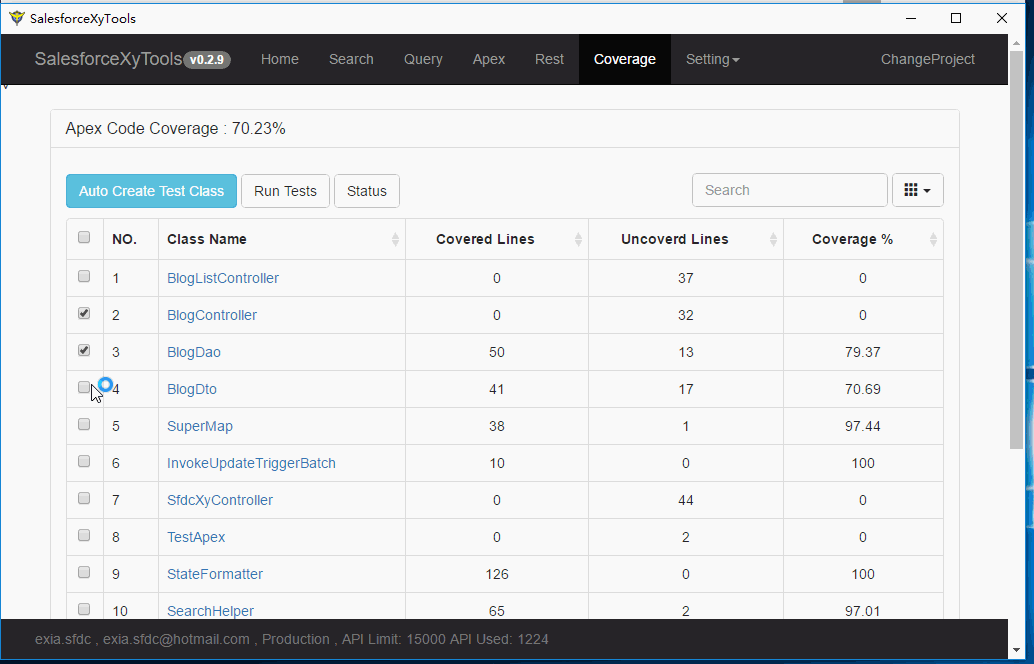 SalesforceXyTools
SalesforceXyTools v0.2.9 Home Search Query Apex Rest Coverage Setting ChangeProject
Apex Code Coverage : 70.23%
Auto Create Test Class Run Tests Status Search
NO. Class Name Covered Lines Uncoverd Lines Coverage %
1 BlogListController 0 37 0
2 BlogController 0 32 0
3 BlogDao 50 13 79.37
4 BlogDto 41 17 70.69
5 SuperMap 38 1 97.44
6 InvokeUpdateTriggerBatch 10 0 100
7 SfdcXyController 0 44 0
8 TestApex 0 2 0
9 StateFormatter 126 0 100
10 SearchHelper 65 2 97.01
exia.sfdc , exia.sfdc@hotmail.com , Production , API Limit: 15000 API Used: 1224